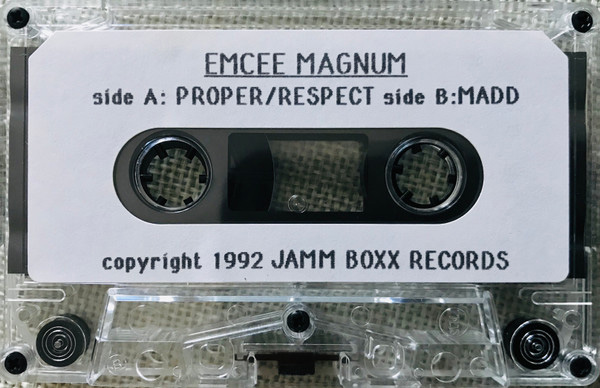 EMCEE MAGNUM
side A: PROPER/RESPECT side B:MADD
copyright 1992 JAMM BOXX RECORDS